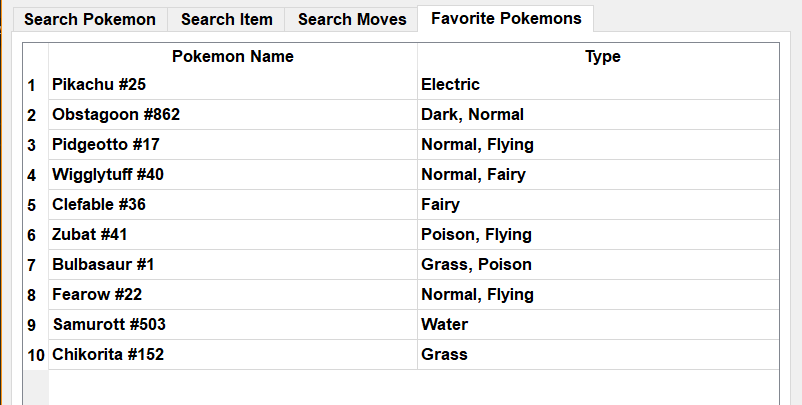 Search Pokemon Search Item Search Moves Favorite Pokemons
Pokemon Name Type
1 Pikachu #25 Electric
2 Obstagoon #862 Dark, Normal
3 Pidgeotto #17 Normal, Flying
4 Wigglytuff #40 Normal, Fairy
5 Clefable #36 Fairy
6 Zubat #41 Poison, Flying
7 Bulbasaur #1 Grass, Poison
8 Fearow #22 Normal, Flying
9 Samurott #503 Water
10 Chikorita #152 Grass